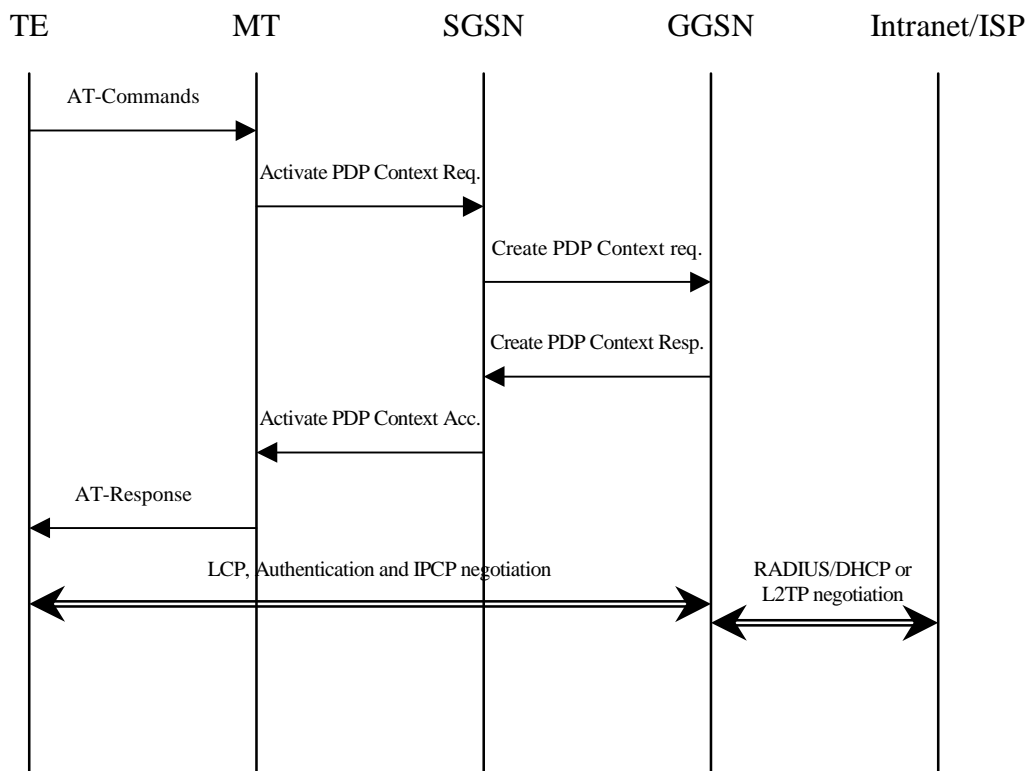 TE MT SGSN GGSN Intranet/ISP
AT-Commands
Activate PDP Context Req.
Create PDP Context req.
Create PDP Context Resp.
Activate PDP Context Acc.
AT-Response
LCP, Authentication and IPCP negotiation
RADIUS/DHCP or
L2TP negotiation